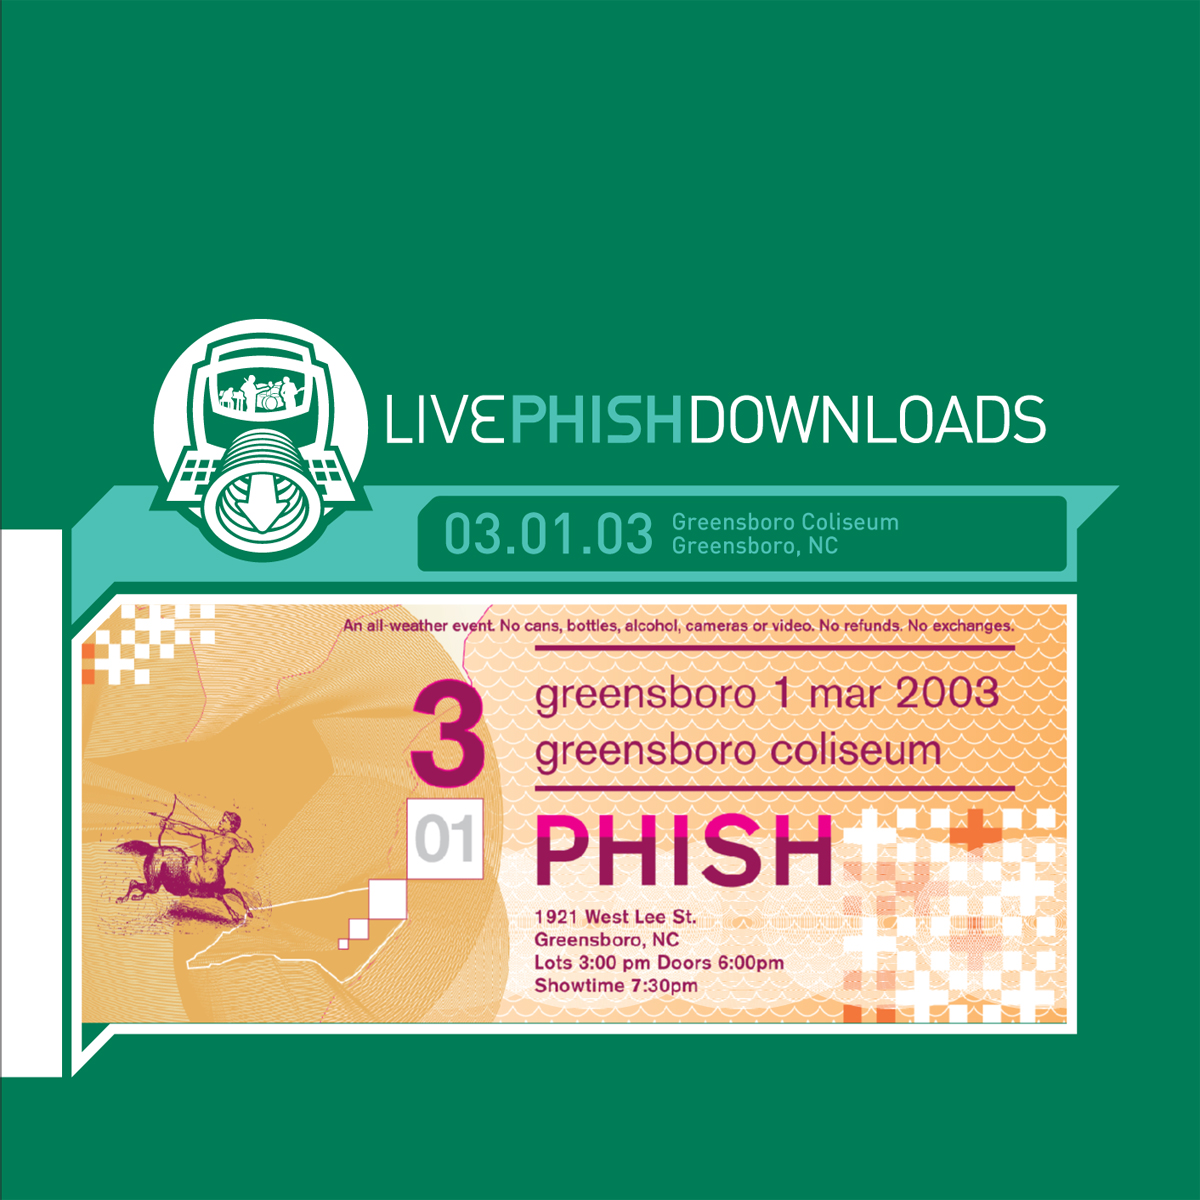 LIVEPHISHDOWNLOADS
03.01.03
Greensboro Coliseum
Greensboro, NC
An all-weather event. No cans, bottles, alcohol, cameras or video. No refunds. No exchanges.
3
01
greensboro 1 mar 2003
greensboro coliseum
PHISH
1921 West Lee St.
Greensboro, NC
Lots 3:00 pm Doors 6:00pm
Showtime 7:30pm